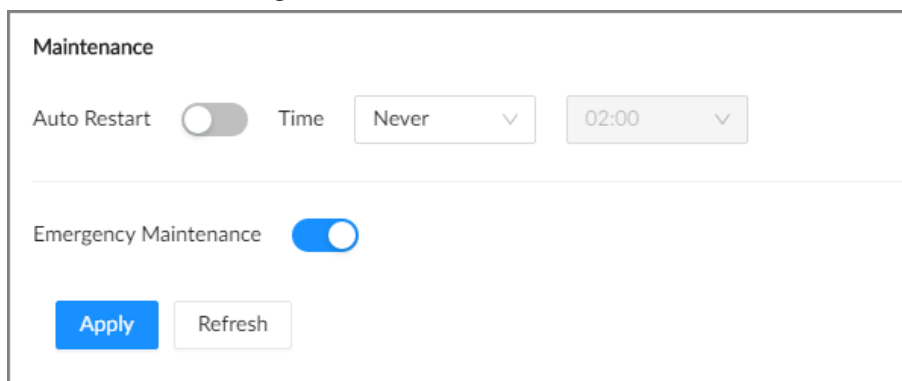 Maintenance
Auto Restart Time Never 02:00
Emergency Maintenance
Apply Refresh